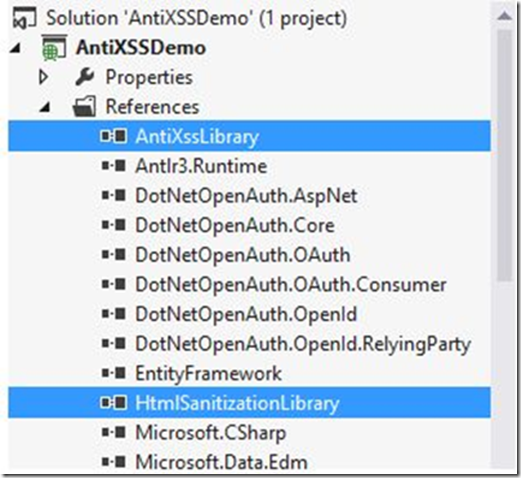 Solution 'AntiXSSDemo' (1 project)
AntiXSSDemo
Properties
References
AntiXssLibrary
Antlr3.Runtime
DotNetOpenAuth.AspNet
DotNetOpenAuth.Core
DotNetOpenAuth.OAuth
DotNetOpenAuth.OAuth.Consumer
DotNetOpenAuth.OpenId
DotNetOpenAuth.OpenId.RelyingParty
EntityFramework
HtmlSanitizationLibrary
Microsoft.CSharp
Microsoft.Data.Edm